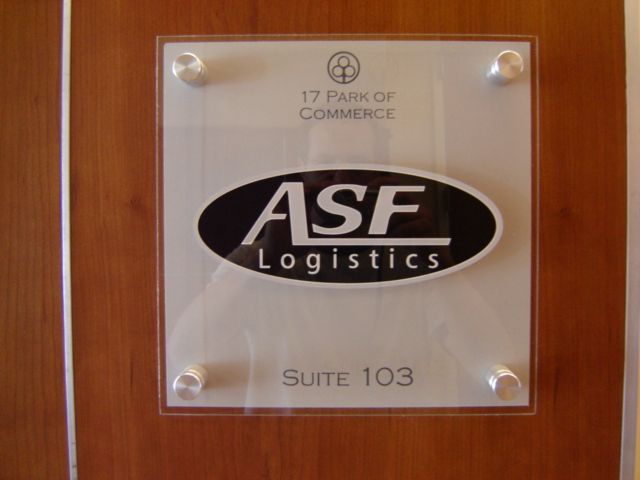 17 PARK OF
COMMERCE
ASF
Logistics
SUITE 103